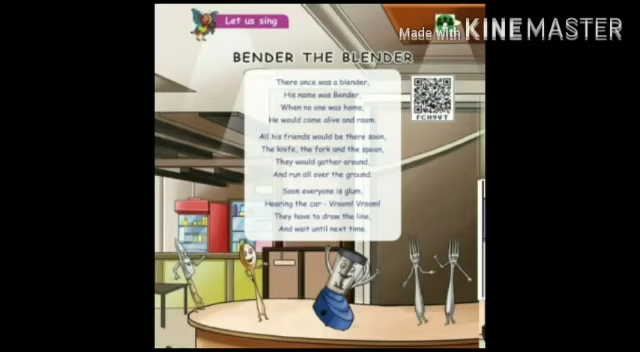 Let us sing
Made with KINEMASTER
BENDER THE BLENDER
There once was a blender,
His name was Bender,
When no one was home,
He would come alive and roam.
All his friends would be there soon,
The knife, the fork and the spoon,
They would gather around,
And run all over the ground.
Soon everyone is glum,
Hearing the car - Vroom! Vroom!
They have to draw the line,
And wait until next time.